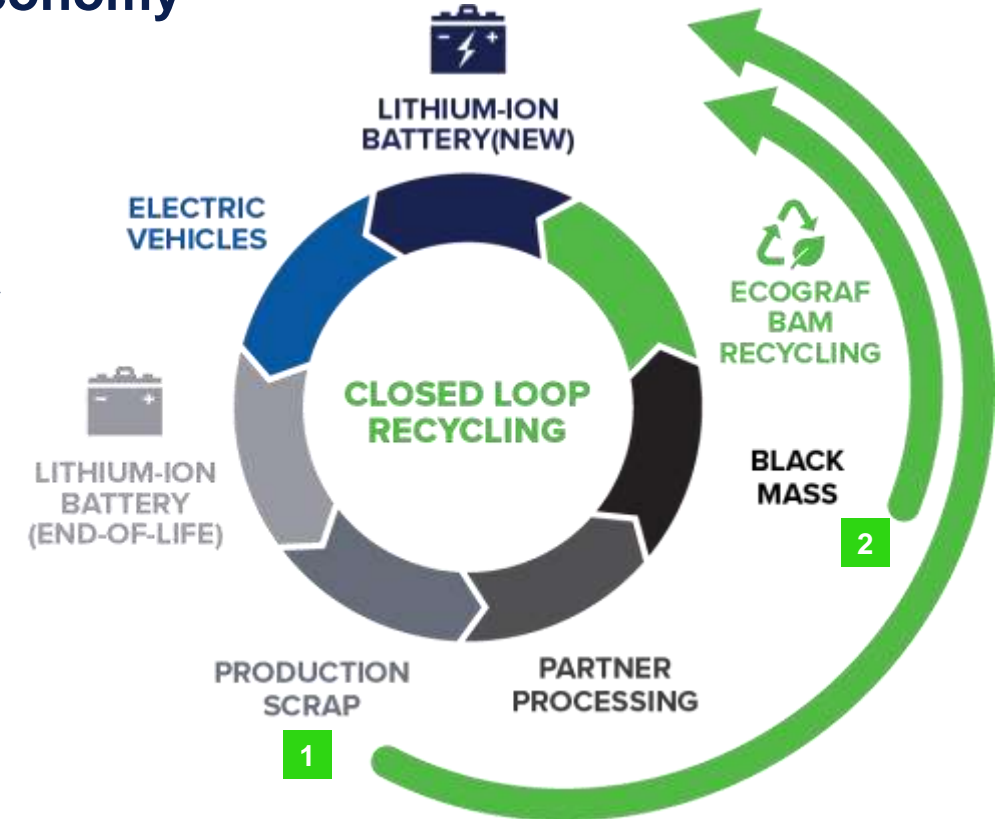 LITHIUM-ION
BATTERY(NEW)
ELECTRIC
VEHICLES
ECOGRAF
BAM
RECYCLING
CLOSED LOOP
RECYCLING
LITHIUM-ION
BATTERY
(END-OF-LIFE)
BLACK
MASS
2
PRODUCTION
SCRAP
1
PARTNER
PROCESSING